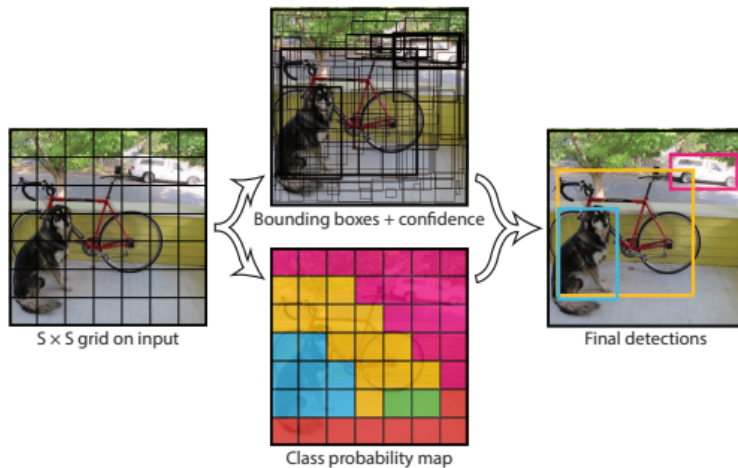 Bounding boxes + confidence
S × S grid on input
Final detections
Class probability map